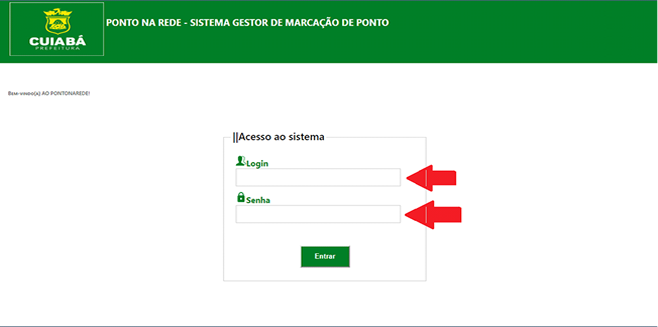 CUIABÁ
PREFEITURA
PONTO NA REDE - SISTEMA GESTOR DE MARCAÇÃO DE PONTO
Bem-vindo(a) AO PONTONAREDE!
||Acesso ao sistema
Login
Senha
Entrar